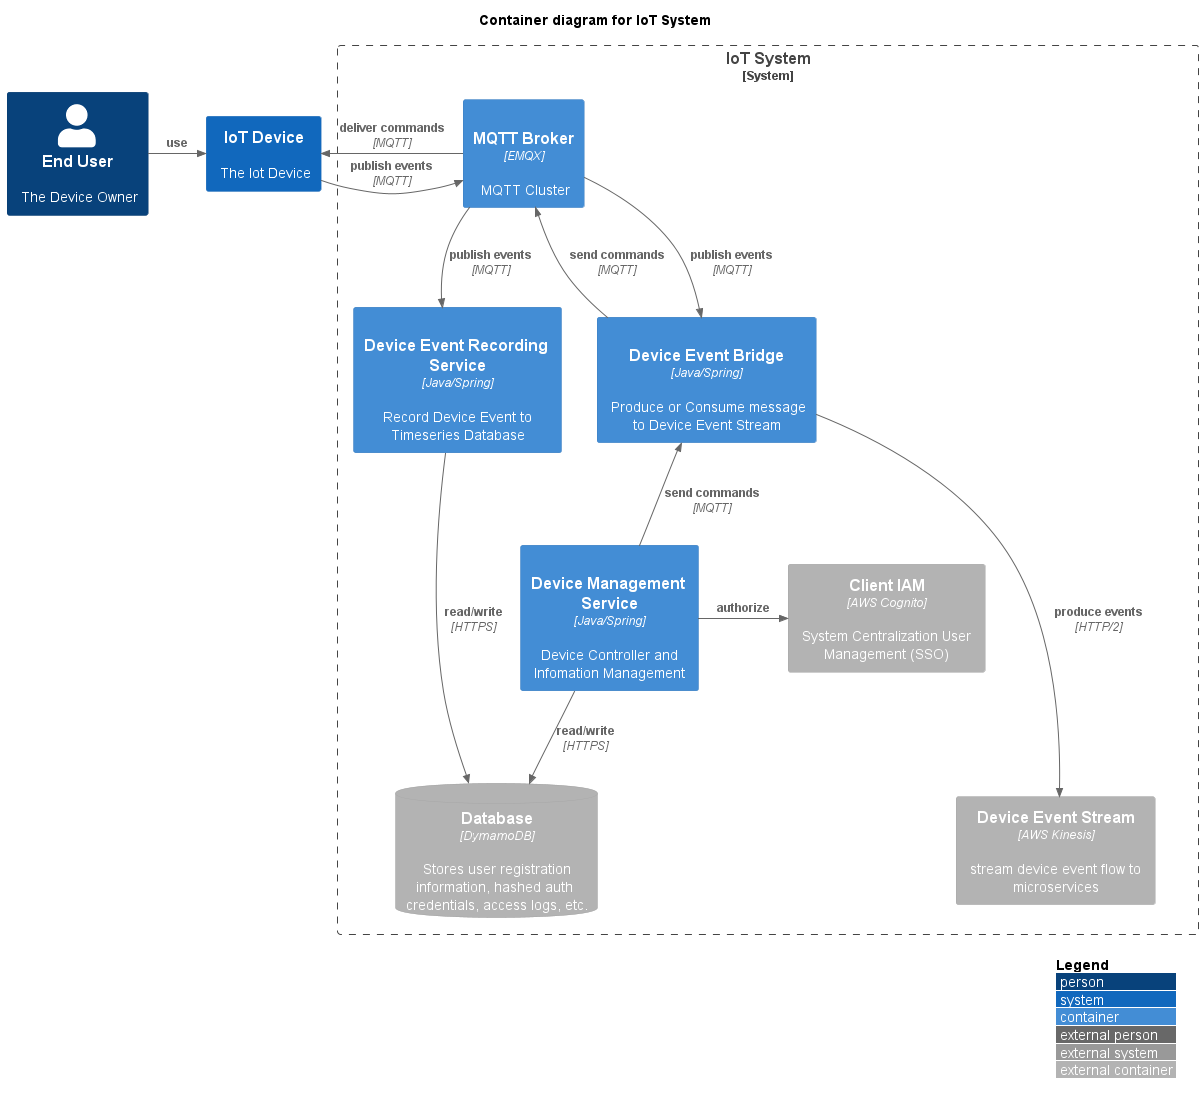 Container diagram for IoT System
IoT System
[System]
End User
The Device Owner
use
IoT Device
The Iot Device
deliver commands
[MQTT]
publish events
[MQTT]
MQTT Broker
[EMQX]
MQTT Cluster
publish events
[MQTT]
send commands
[MQTT]
publish events
[MQTT]
Device Event Recording
Service
[Java/Spring]
Record Device Event to
Timeseries Database
Device Event Bridge
[Java/Spring]
Produce or Consume message
to Device Event Stream
send commands
[MQTT]
Device Management
Service
[Java/Spring]
Device Controller and
Infomation Management
authorize
Client IAM
[AWS Cognito]
System Centralization User
Management (SSO)
read/write
[HTTPS]
produce events
[HTTP/2]
read/write
[HTTPS]
Database
[DymamoDB]
Stores user registration
information, hashed auth
credentials, access logs, etc.
Device Event Stream
[AWS Kinesis]
stream device event flow to
microservices
Legend
person
system
container
external person
external system
external container